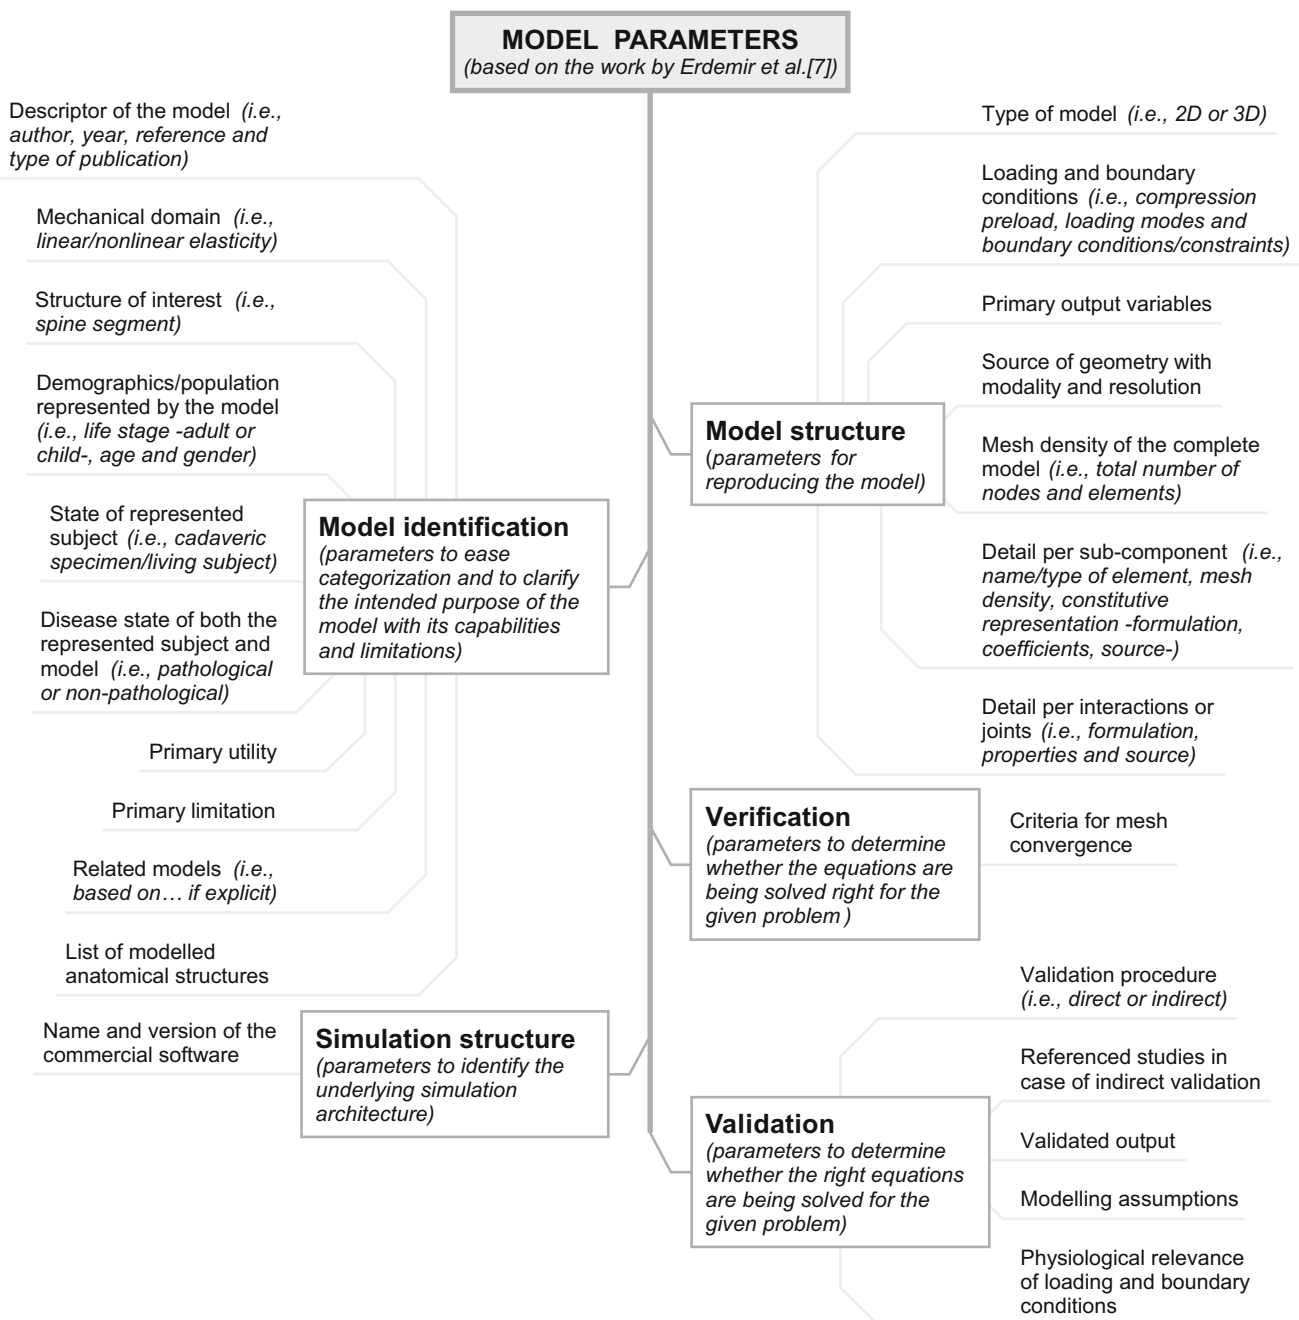 MODEL PARAMETERS
(based on the work by Erdemir et al.[7])
Descriptor of the model (i.e.,
author, year, reference and
type of publication)
Mechanical domain (i.e.,
linear/nonlinear elasticity)
Structure of interest (i.e.,
spine segment)
Demographics/population
represented by the model
(i.e., life stage -adult or
child-, age and gender)
State of represented
subject (i.e., cadaveric
specimen/living subject)
Disease state of both the
represented subject and
model (i.e., pathological
or non-pathological)
Primary utility
Primary limitation
Related models (i.e.,
based on... if explicit)
List of modelled
anatomical structures
Model identification
(parameters to ease
categorization and to clarify
the intended purpose of the
model with its capabilities
and limitations)
Name and version of the
commercial software
Simulation structure
(parameters to identify the
underlying simulation
architecture)
Type of model (i.e., 2D or 3D)
Loading and boundary
conditions (i.e., compression
preload, loading modes and
boundary conditions/constraints)
Primary output variables
Source of geometry with
modality and resolution
Mesh density of the complete
model (i.e., total number of
nodes and elements)
Detail per sub-component (i.e.,
name/type of element, mesh
density, constitutive
representation -formulation,
coefficients, source-)
Detail per interactions or
joints (i.e., formulation,
properties and source)
Model structure
(parameters for
reproducing the model)
Verification
(parameters to determine
whether the equations are
being solved right for the
given problem )
Criteria for mesh
convergence
Validation
(parameters to determine
whether the right equations
are being solved for the
given problem)
Validation procedure
(i.e., direct or indirect)
Referenced studies in
case of indirect validation
Validated output
Modelling assumptions
Physiological relevance
of loading and boundary
conditions